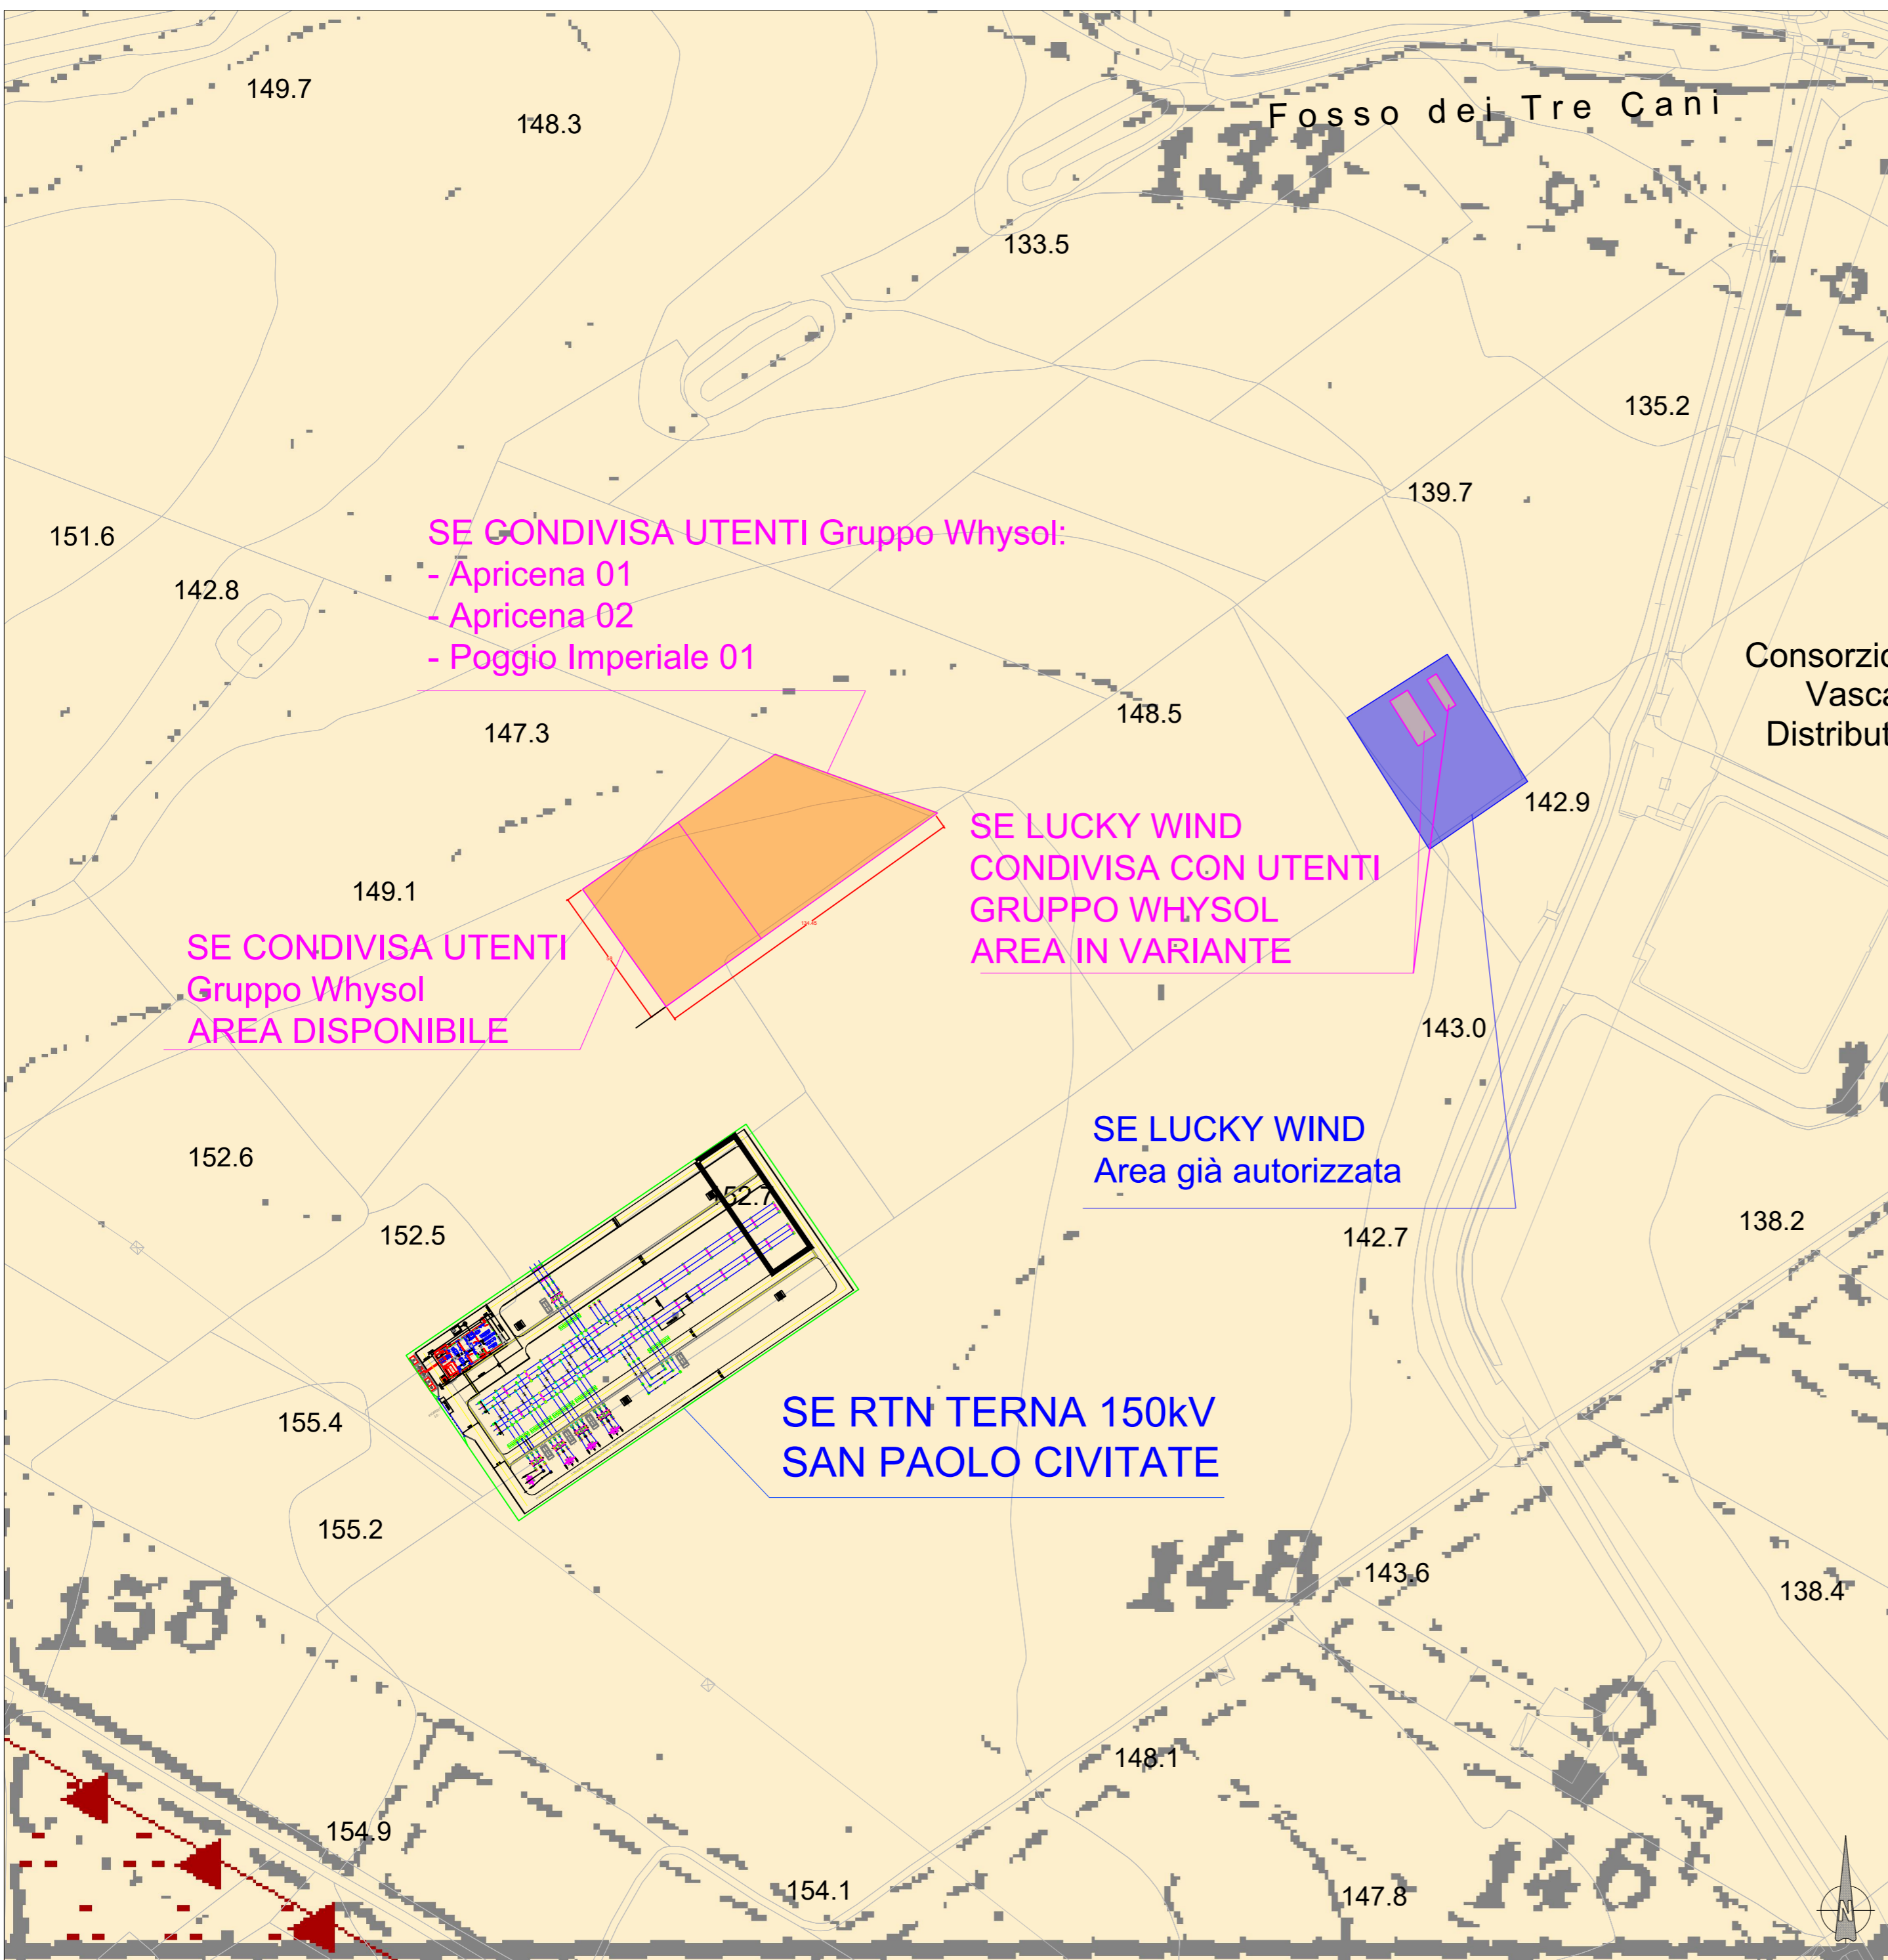 149.7
148.3
Fosso dei Tre Cani
133
133.5
135.2
139.7
151.6
142.8
SE CONDIVISA UTENTI Gruppo Whysol:
- Apricena 01
- Apricena 02
- Poggio Imperiale 01
148.5
147.3
Consorzio
Vasca
Distribut
142.9
149.1
SE LUCKY WIND
CONDIVISA CON UTENTI
GRUPPO WHYSOL
AREA IN VARIANTE
SE CONDIVISA UTENTI
Gruppo Whysol
AREA DISPONIBILE
143.0
SE LUCKY WIND
Area già autorizzata
152.6
152.7
152.5
142.7
138.2
155.4
SE RTN TERNA 150kV
SAN PAOLO CIVITATE
155.2
158
148
143.6
138.4
148.1
154.9
154.1
147.8
146
N